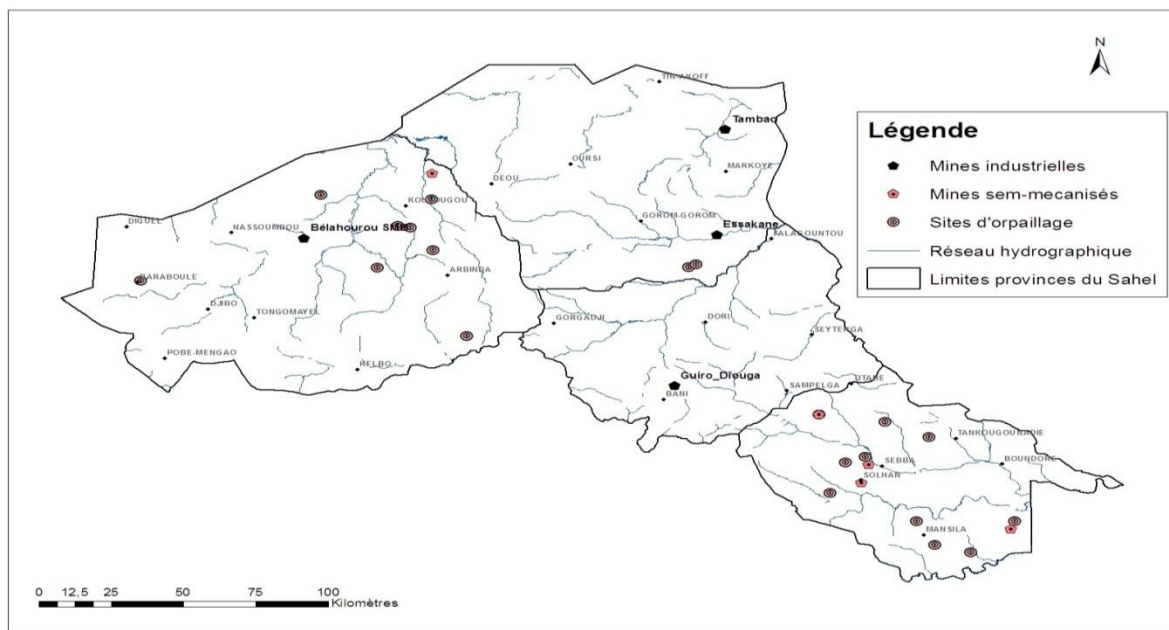 N
TIN-AKOFF
Tambao
OURSI
MARKOYE
DEOU
KOUTOUGOU
GOROM-GOROM
DIGUEL
NASSOUMBOU
Bélahourou SMB
Essakane
FALAGOUNTOU
BARABOULE
ARBINDA
DJIBO
TONGOMAYEL
GORGADJI
DORI
SEYTENGA
POBE-MENGAO
KELBO
Guiro_Diouga
BANI
SAMPELGA
TITABE
TANKOUGOUNADIE
SEBBA
BOUNDORE
SOLHAN
MANSILA
Légende
Mines industrielles
Mines sem-mecanisés
Sites d'orpaillage
Réseau hydrographique
Limites provinces du Sahel
0 12,5 25 50 75 100
Kilomètres